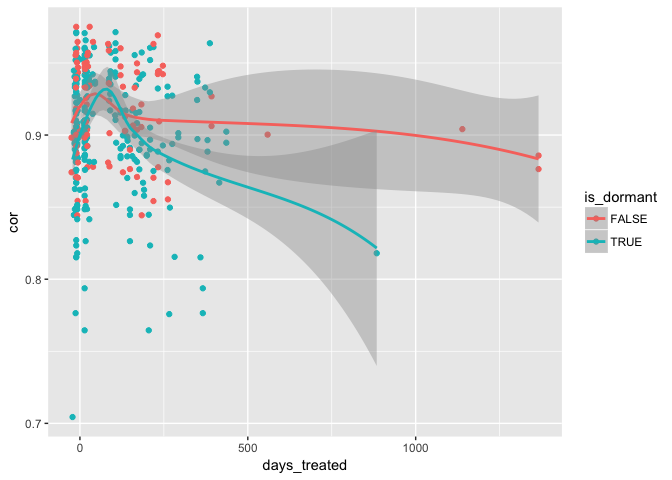 0.9
0.8
0.7
cor
0
500
1000
days_treated
is_dormant
FALSE
TRUE